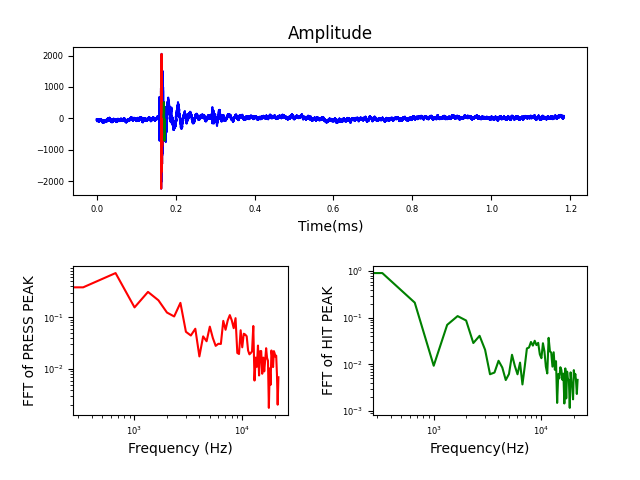 Amplitude
2000
1000
0
−1000
−2000
0.0 0.2 0.4 0.6 0.8 1.0 1.2
Time(ms)
FFT of PRESS PEAK
10⁻¹
10⁻²
10³ 10⁴
Frequency (Hz)
FFT of HIT PEAK
10⁰
10⁻¹
10⁻²
10⁻³
10³ 10⁴
Frequency(Hz)